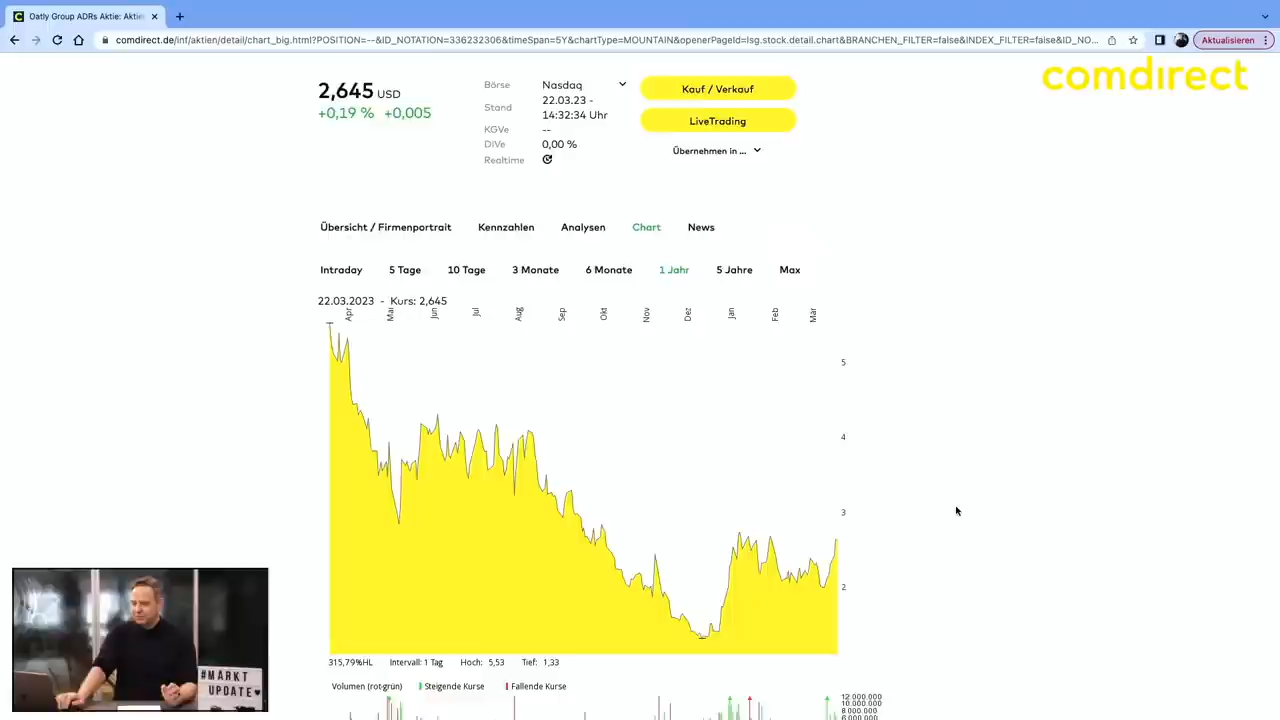 Oatly Group ADRs Aktie: Aktie
comdirect.de/inf/aktien/detail/chart_big.html?POSITION=--&ID_NOTATION=336232306&timeSpan=5Y&chartType=MOUNTAIN&openerPageId=lsg.stock.detail.chart&BRANCHEN_FILTER=false&INDEX_FILTER=false&ID_NO...
Aktualisieren
comdirect
2,645 USD
+0,19 % +0,005
Börse Nasdaq
Stand 22.03.23 -
14:32:34 Uhr
KGVe --
DIVe 0,00 %
Realtime
Kauf / Verkauf
LiveTrading
Übernehmen in ...
Übersicht / Firmenportrait Kennzahlen Analysen Chart News
Intraday 5 Tage 10 Tage 3 Monate 6 Monate 1 Jahr 5 Jahre Max
22.03.2023 - Kurs: 2,645
Apr Mai Jun Jul Aug Sep Okt Nov Dez Jan Feb Mär
5
4
3
2
315,79%HL Intervall: 1 Tag Hoch: 5,53 Tief: 1,33
Volumen (rot-grün) Steigende Kurse Fallende Kurse
12.000.000
10.000.000
8.000.000
6.000.000
#MARKT
UPDATE♥